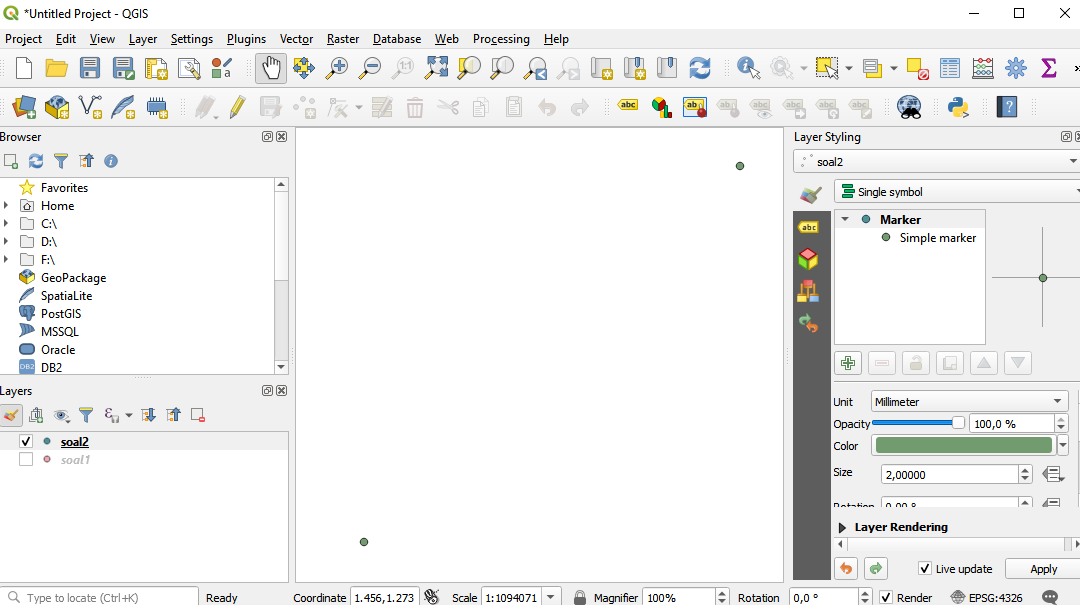 *Untitled Project - QGIS
Project Edit View Layer Settings Plugins Vector Raster Database Web Processing Help
abc
Browser
Favorites
Home
C:\
D:\
F:\
GeoPackage
SpatiaLite
PostGIS
MSSQL
Oracle
DB2 DB2
Layers
soal2
soal1
Layer Styling
soal2
Single symbol
abc
Marker
Simple marker
Unit Millimeter
Opacity 100,0 %
Color
Size 2,00000
Rotation 0,00 °
Layer Rendering
Live update Apply
Type to locate (Ctrl+K) Ready Coordinate 1.456,1.273 Scale 1:1094071 Magnifier 100% Rotation 0,0 ° Render EPSG:4326